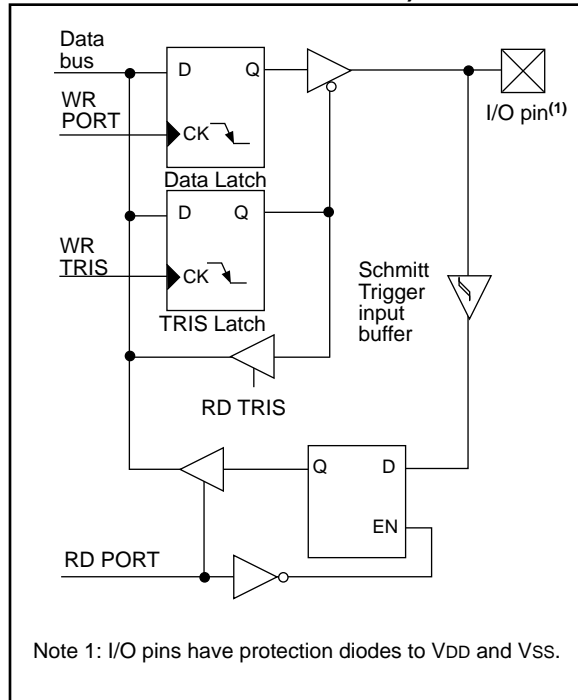 Data
bus
D
Q
WR
PORT
CK
I/O pin(1)
Data Latch
D
Q
WR
TRIS
CK
Schmitt
Trigger
input
buffer
TRIS Latch
RD TRIS
Q
D
EN
RD PORT
Note 1: I/O pins have protection diodes to VDD and VSS.